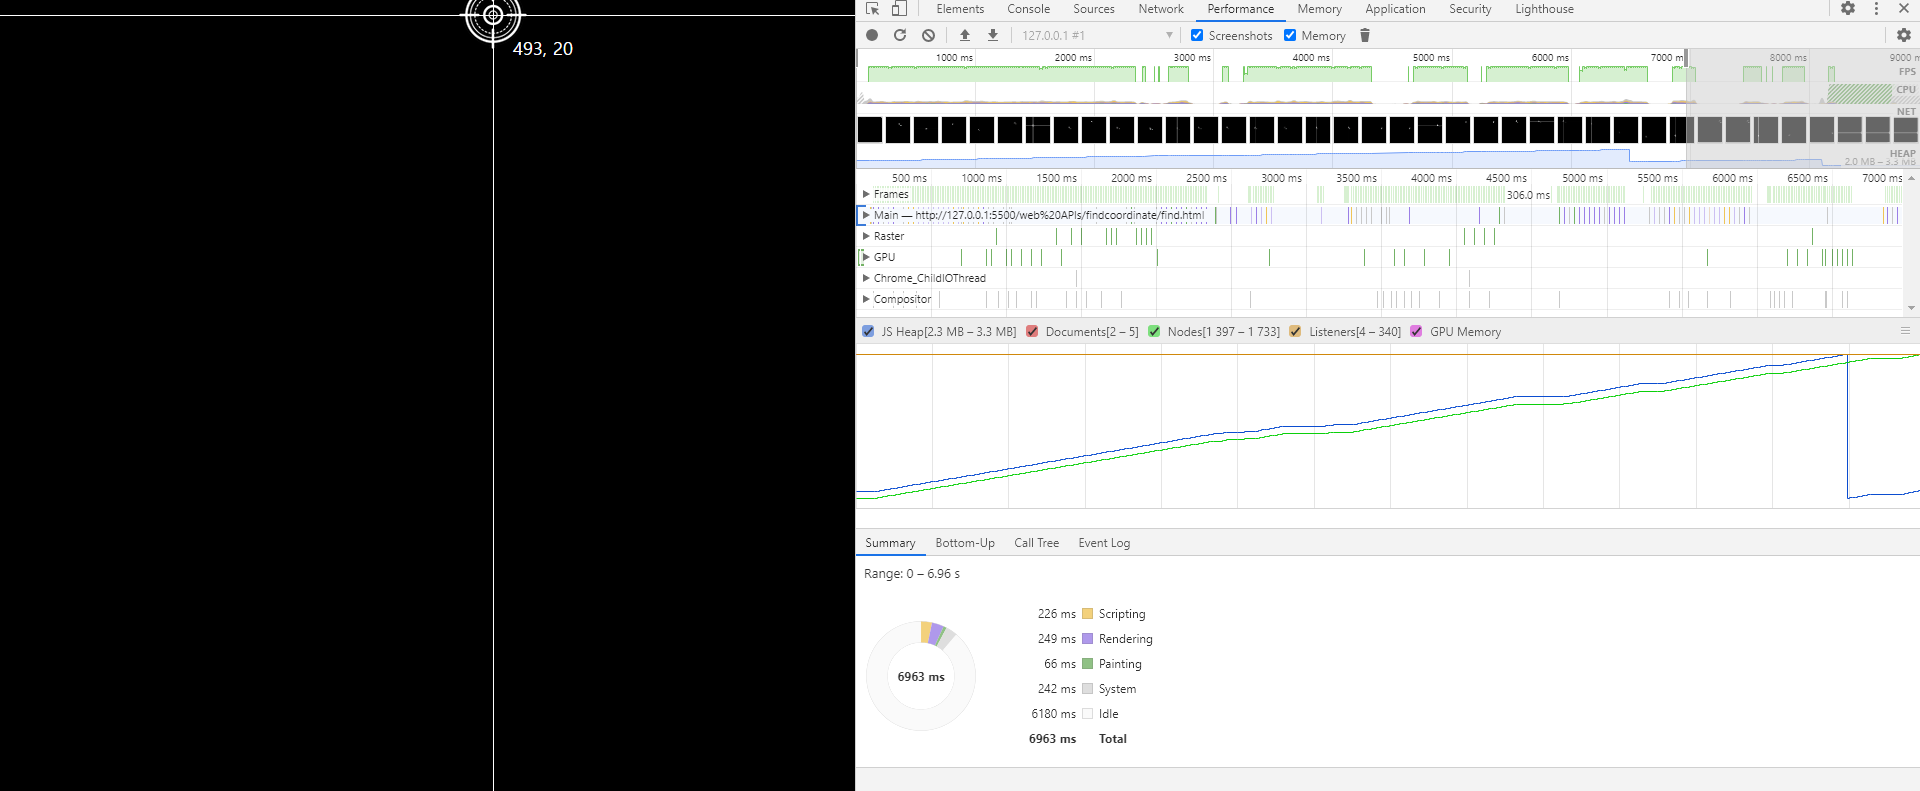 493, 20
Elements Console Sources Network Performance Memory Application Security Lighthouse
127.0.0.1 #1 Screenshots Memory
1000 ms 2000 ms 3000 ms 4000 ms 5000 ms 6000 ms 7000 m 8000 ms 9000 m
FPS
CPU
NET
HEAP
2.0 MB – 3.3 MB
500 ms 1000 ms 1500 ms 2000 ms 2500 ms 3000 ms 3500 ms 4000 ms 4500 ms 5000 ms 5500 ms 6000 ms 6500 ms 7000 ms
Frames 306.0 ms
Main — http://127.0.0.1:5500/web%20APIs/findcoordinate/find.html
Raster
GPU
Chrome_ChildIOThread
Compositor
JS Heap[2.3 MB – 3.3 MB] Documents[2 – 5] Nodes[1 397 – 1 733] Listeners[4 – 340] GPU Memory
Summary Bottom-Up Call Tree Event Log
Range: 0 – 6.96 s
226 ms Scripting
249 ms Rendering
66 ms Painting
242 ms System
6180 ms Idle
6963 ms Total
6963 ms